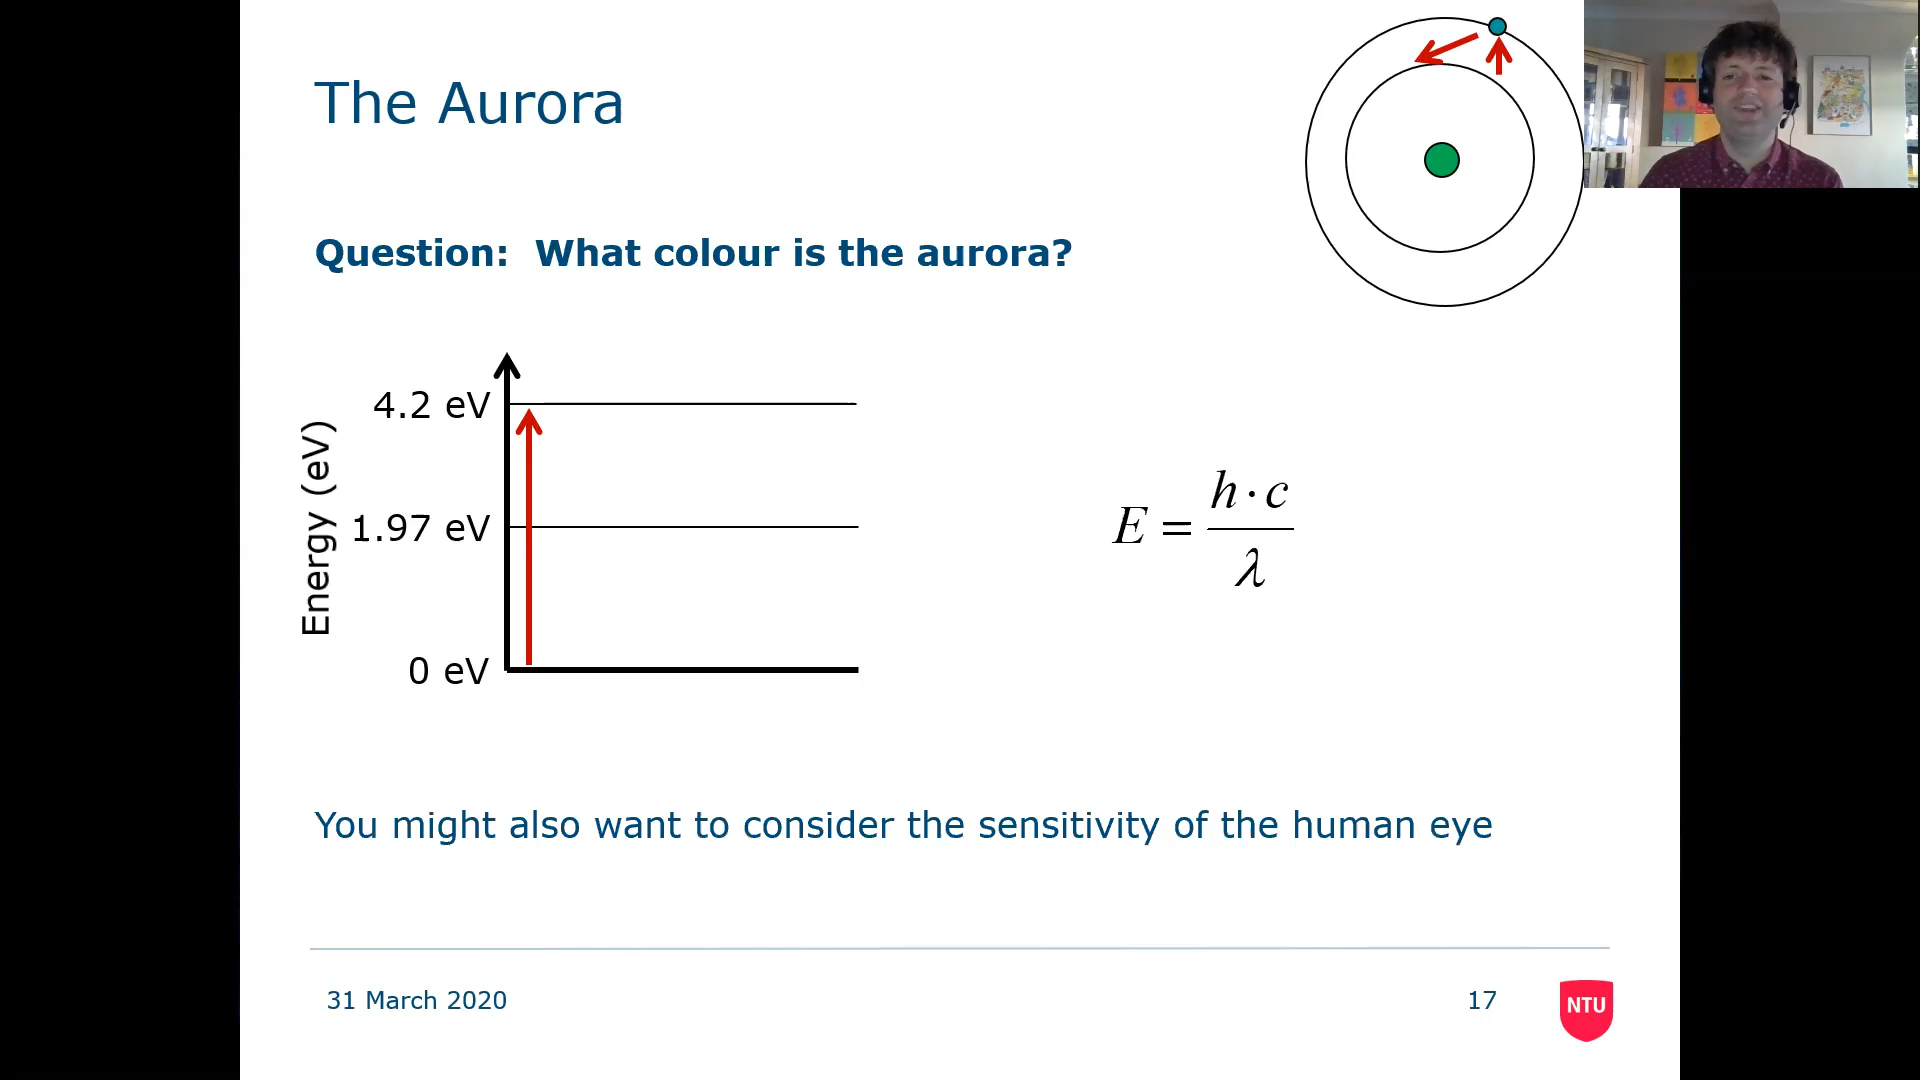 The Aurora
Question: What colour is the aurora?
Energy (eV)
4.2 eV
1.97 eV
0 eV
E = h · c / λ
You might also want to consider the sensitivity of the human eye
31 March 2020
17
NTU